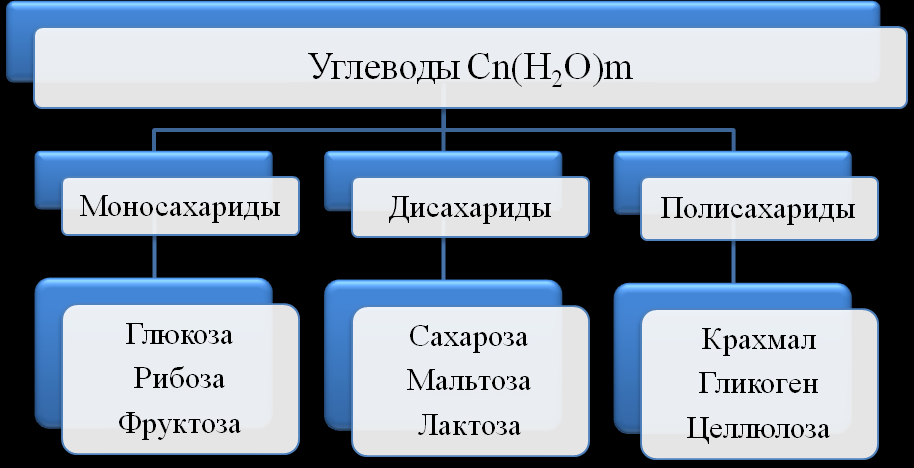 Углеводы Cn(H₂O)m
Моносахариды
Дисахариды
Полисахариды
Глюкоза
Рибоза
Фруктоза
Сахароза
Мальтоза
Лактоза
Крахмал
Гликоген
Целлюлоза